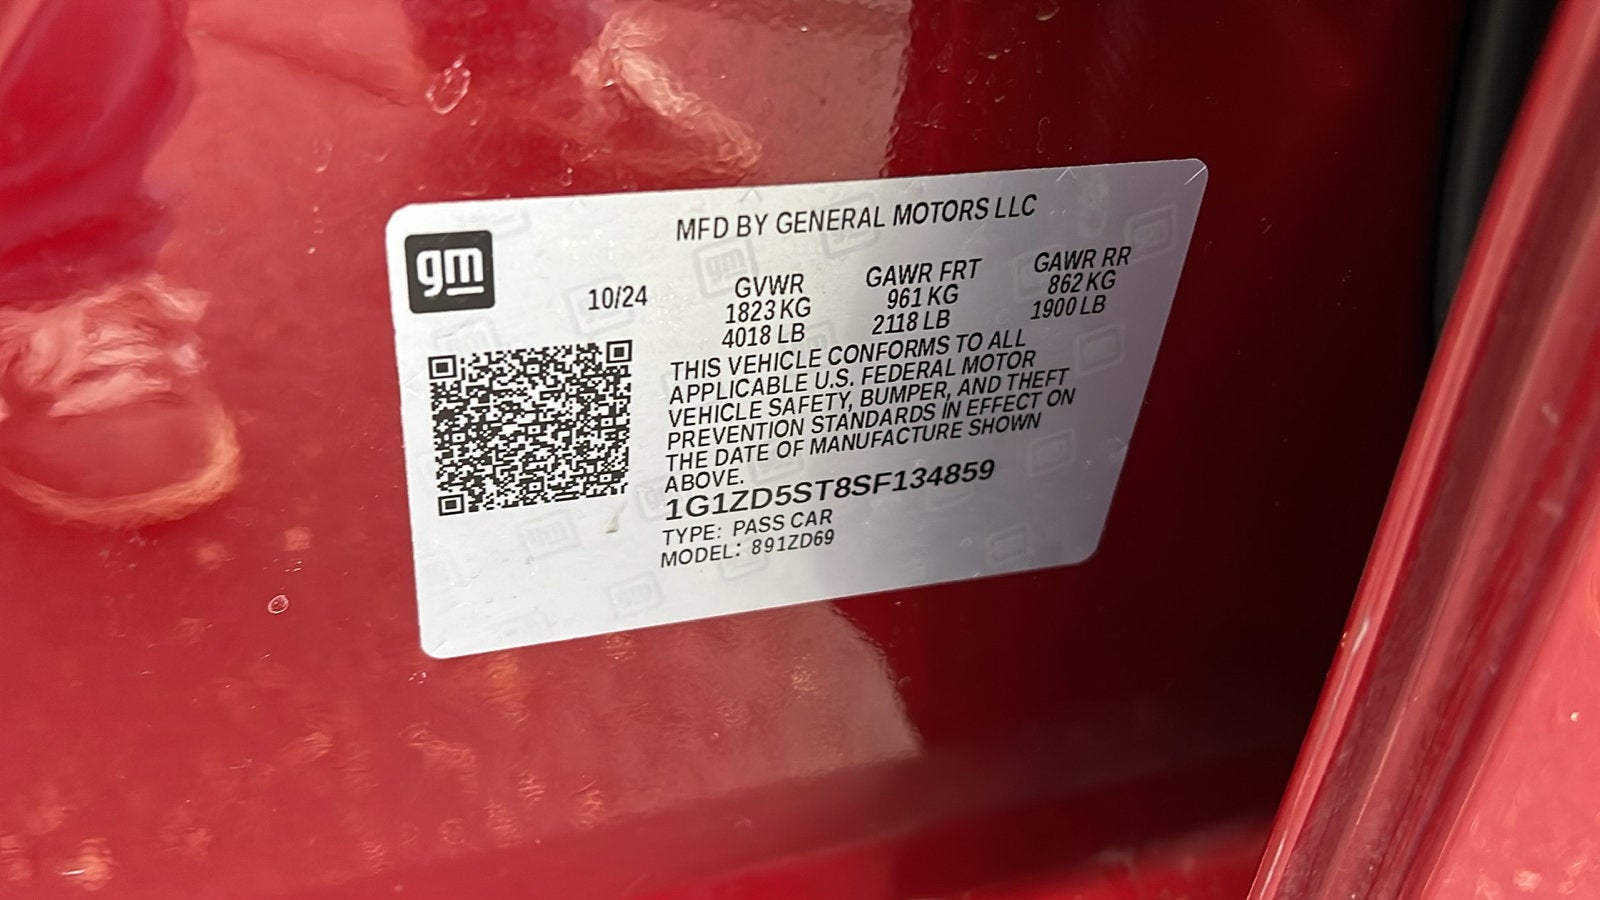 gm
MFD BY GENERAL MOTORS LLC
10/24
GVWR
1823 KG
4018 LB
GAWR FRT
961 KG
2118 LB
GAWR RR
862 KG
1900 LB
THIS VEHICLE CONFORMS TO ALL
APPLICABLE U.S. FEDERAL MOTOR
VEHICLE SAFETY, BUMPER, AND THEFT
PREVENTION STANDARDS IN EFFECT ON
THE DATE OF MANUFACTURE SHOWN
ABOVE.
1G1ZD5ST8SF134859
TYPE: PASS CAR
MODEL: 891ZD69